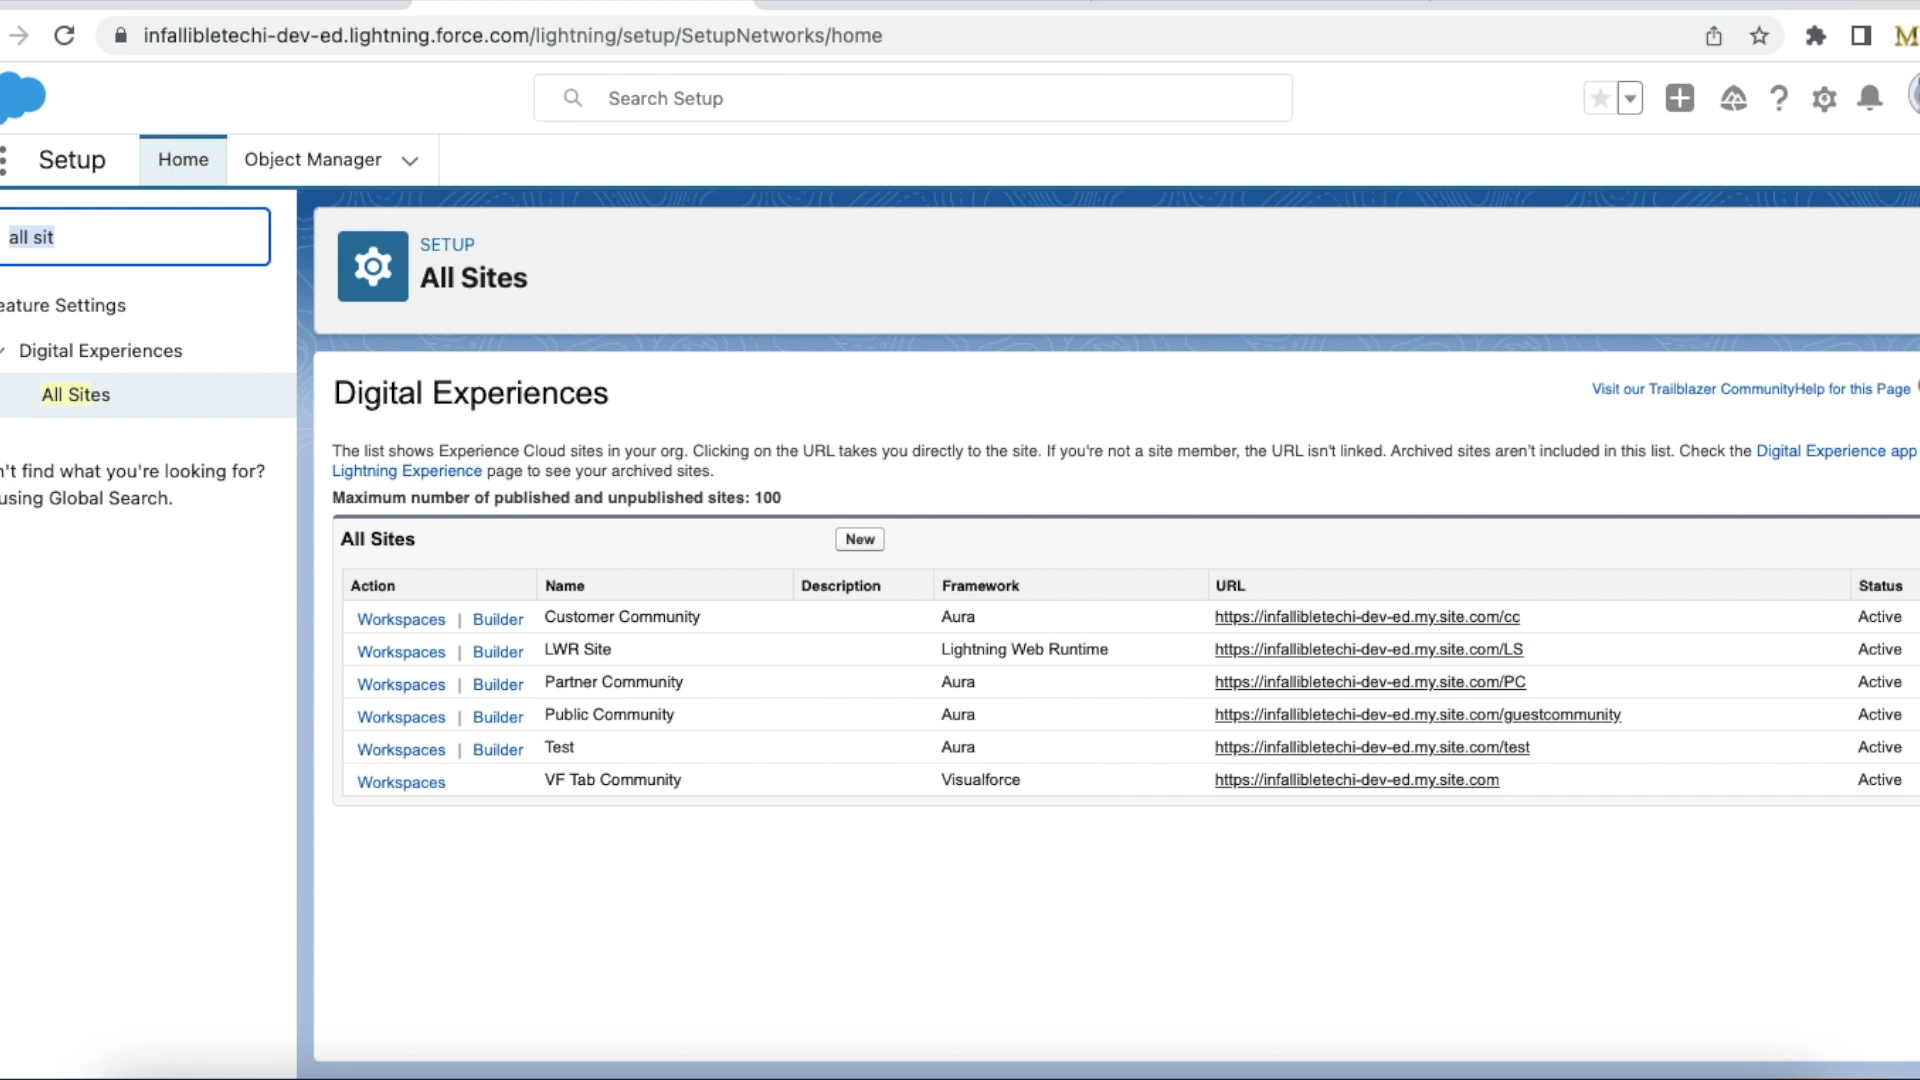 infallibletechi-dev-ed.lightning.force.com/lightning/setup/SetupNetworks/home
M
Search Setup
Setup
Home
Object Manager
all sit
eature Settings
Digital Experiences
All Sites
n't find what you're looking for?
using Global Search.
SETUP
All Sites
Digital Experiences
Visit our Trailblazer CommunityHelp for this Page
The list shows Experience Cloud sites in your org. Clicking on the URL takes you directly to the site. If you're not a site member, the URL isn't linked. Archived sites aren't included in this list. Check the Digital Experience app
Lightning Experience page to see your archived sites.
Maximum number of published and unpublished sites: 100
All Sites New
Action Name Description Framework URL Status
Workspaces | Builder Customer Community Aura https://infallibletechi-dev-ed.my.site.com/cc Active
Workspaces | Builder LWR Site Lightning Web Runtime https://infallibletechi-dev-ed.my.site.com/LS Active
Workspaces | Builder Partner Community Aura https://infallibletechi-dev-ed.my.site.com/PC Active
Workspaces | Builder Public Community Aura https://infallibletechi-dev-ed.my.site.com/guestcommunity Active
Workspaces | Builder Test Aura https://infallibletechi-dev-ed.my.site.com/test Active
Workspaces VF Tab Community Visualforce https://infallibletechi-dev-ed.my.site.com Active